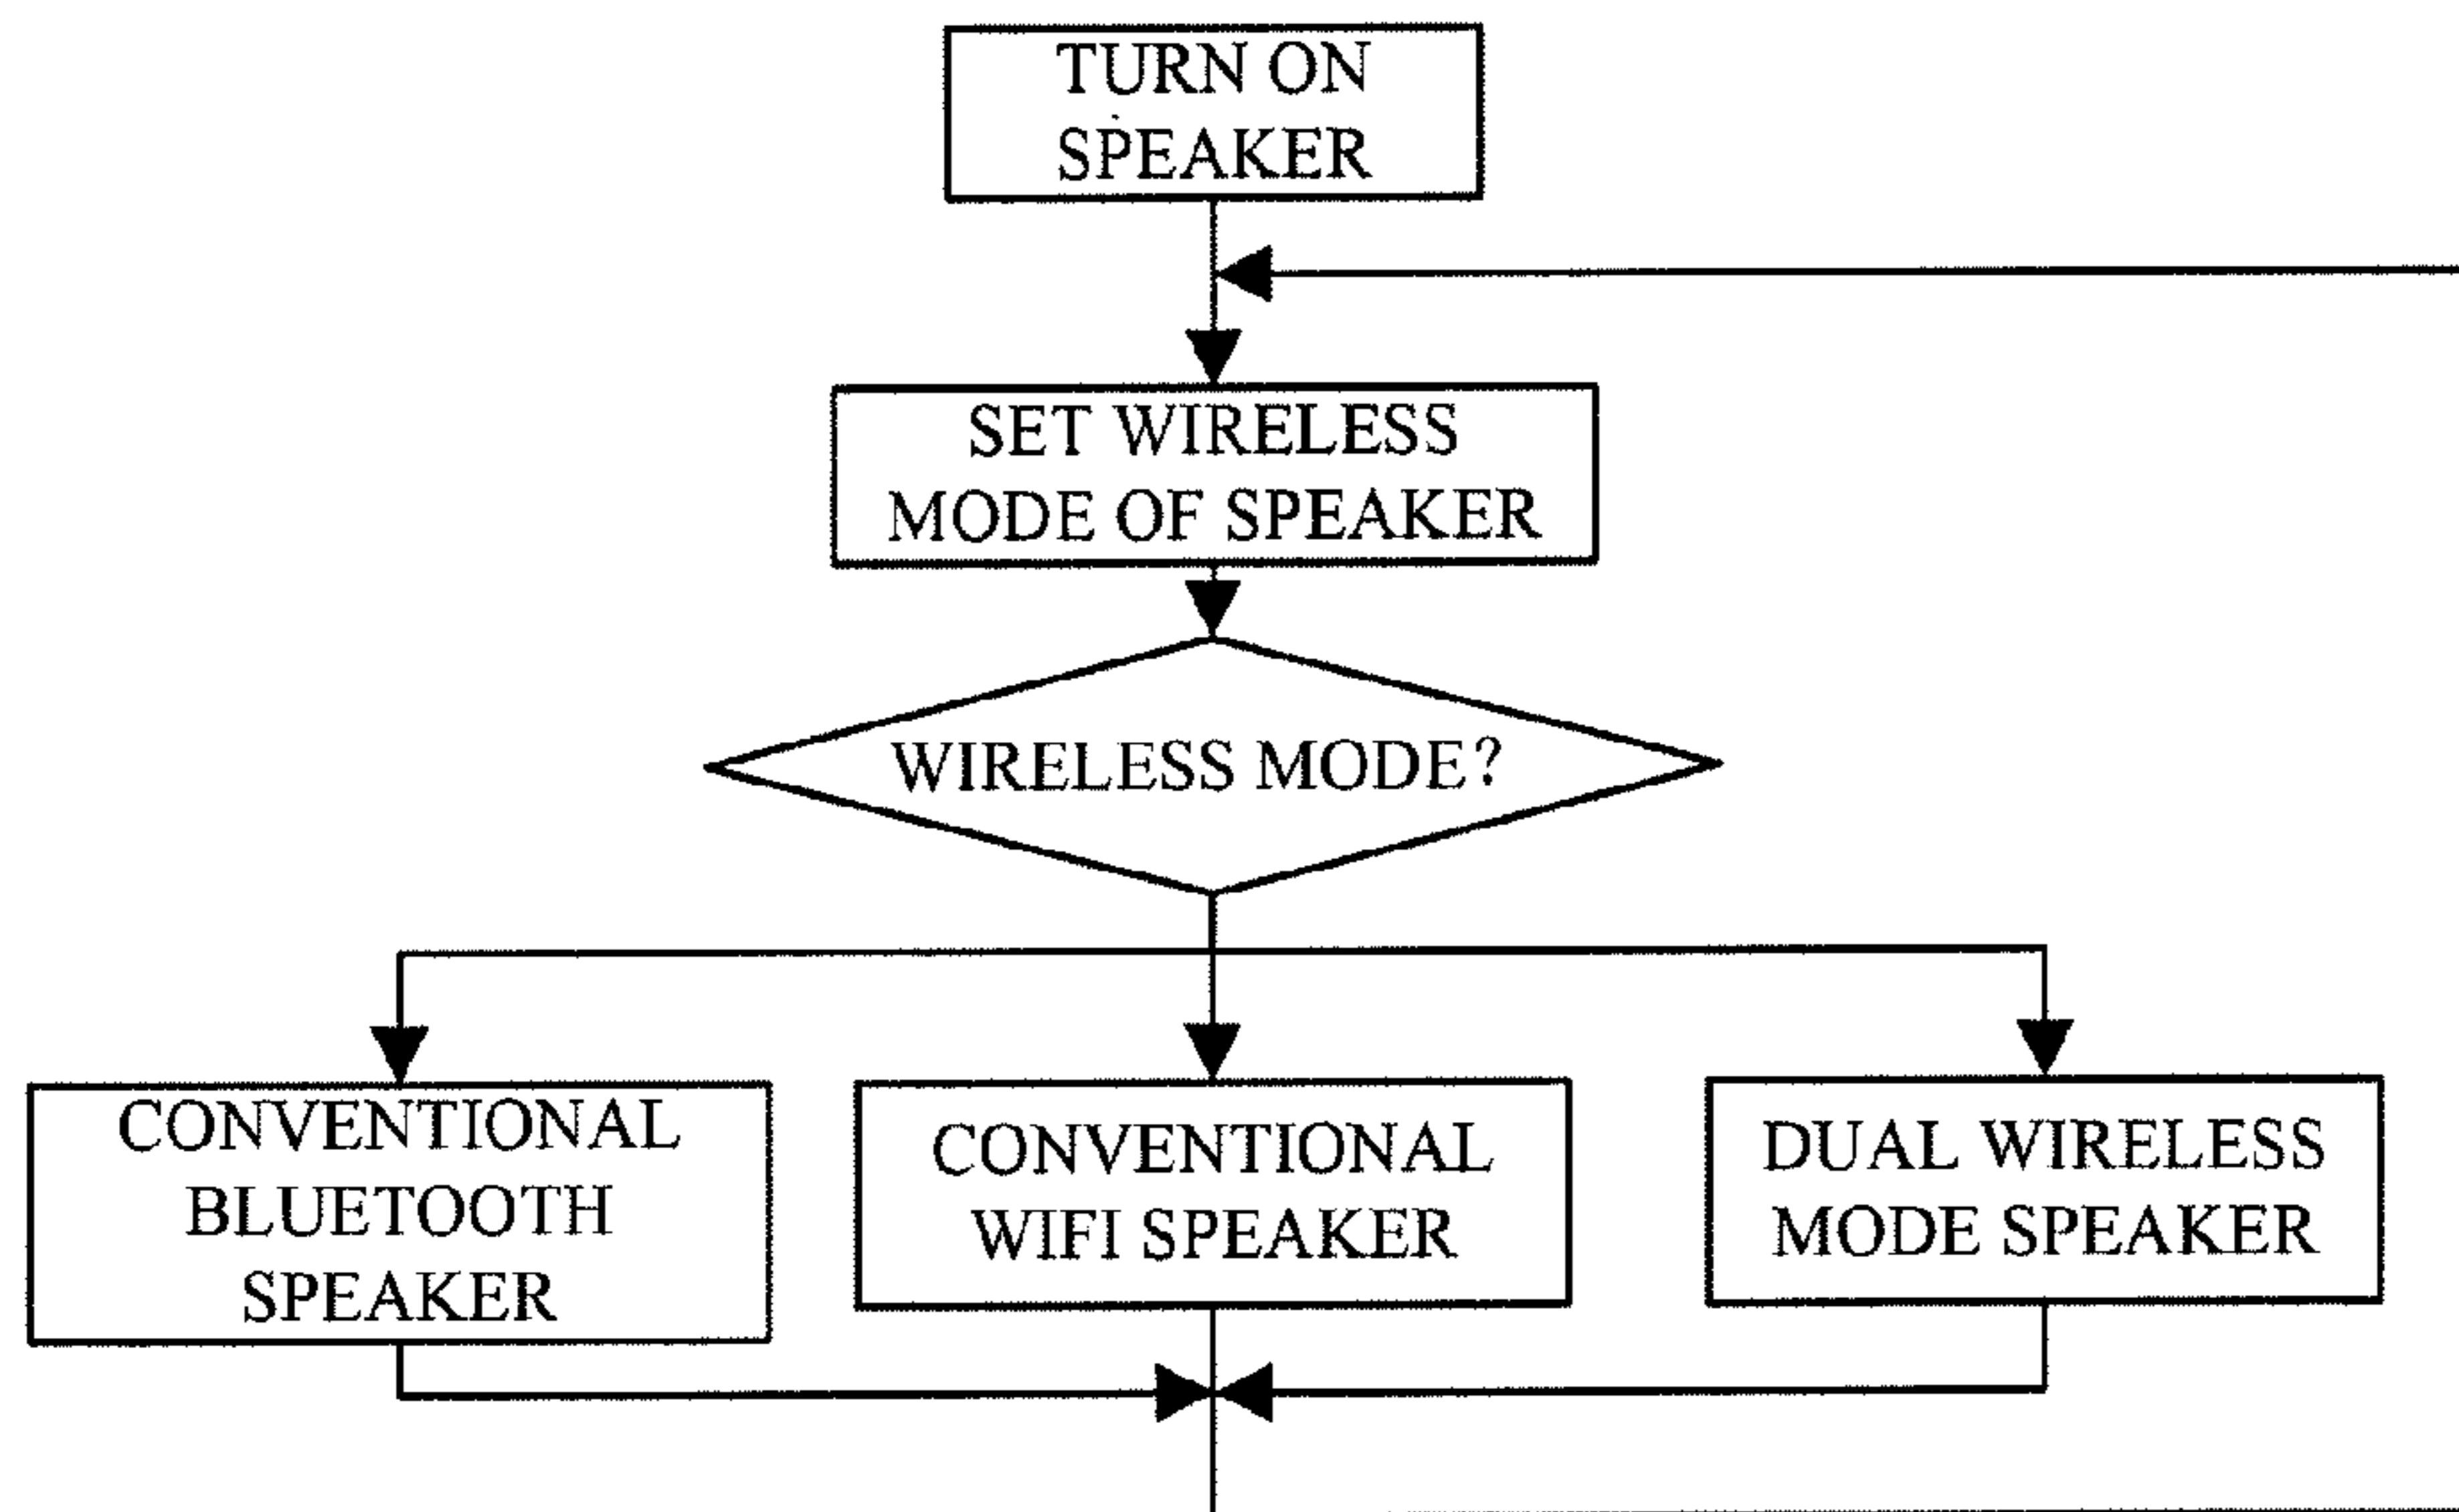 TURN ON
SPEAKER
SET WIRELESS
MODE OF SPEAKER
WIRELESS MODE?
CONVENTIONAL
BLUETOOTH
SPEAKER
CONVENTIONAL
WIFI SPEAKER
DUAL WIRELESS
MODE SPEAKER